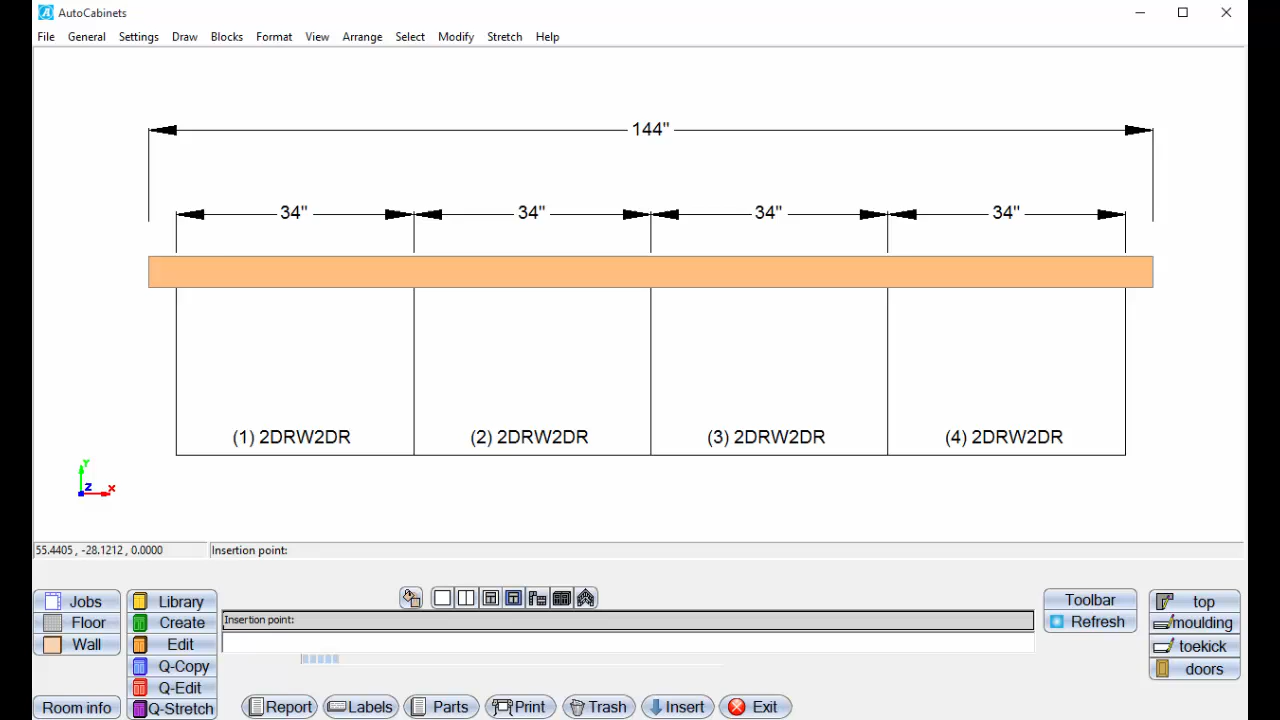 AutoCabinets
File General Settings Draw Blocks Format View Arrange Select Modify Stretch Help
144"
34" 34" 34" 34"
(1) 2DRW2DR (2) 2DRW2DR (3) 2DRW2DR (4) 2DRW2DR
Y
Z X
55.4405 , -28.1212 , 0.0000 Insertion point:
Jobs Library Toolbar top
Floor Create Insertion point: Refresh moulding
Wall Edit toekick
Q-Copy doors
Q-Edit
Room info Q-Stretch Report Labels Parts Print Trash Insert Exit